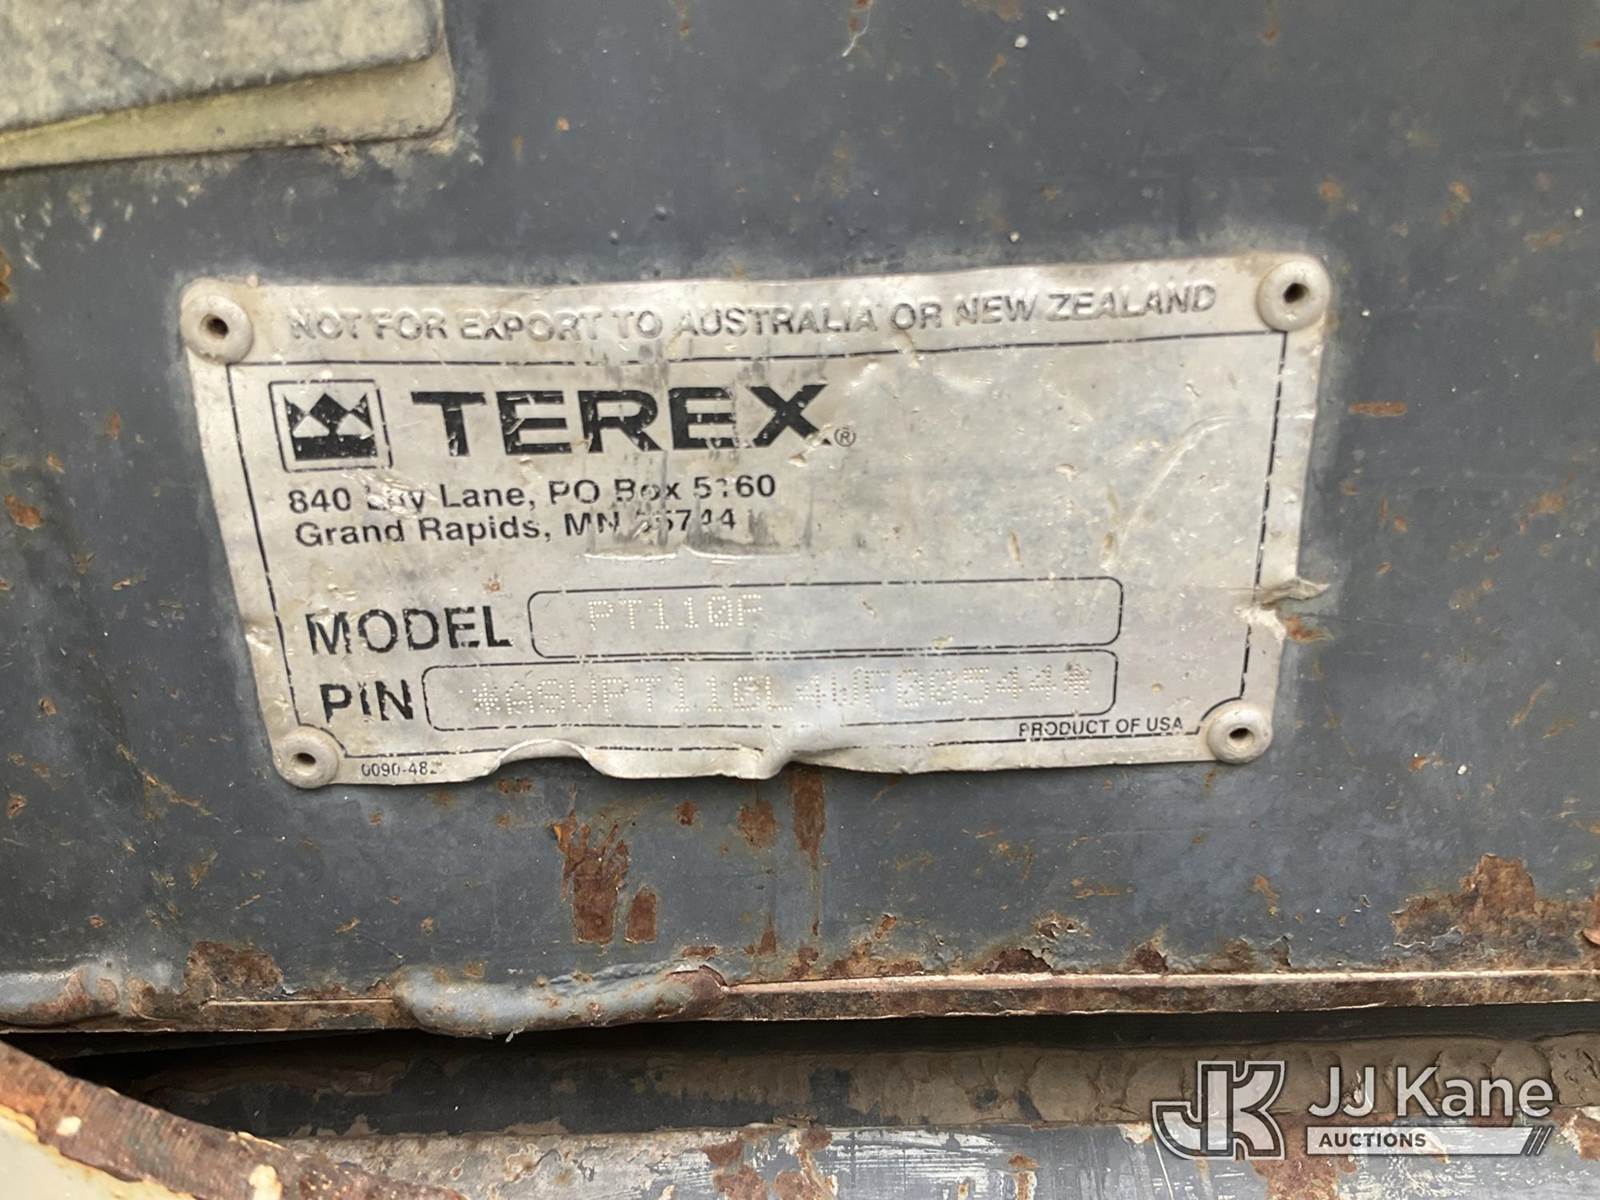 NOT FOR EXPORT TO AUSTRALIA OR NEW ZEALAND
TEREX®
840 Lane, PO Box 5160
Grand Rapids, MN 55744
MODEL PT110F
PIN
PRODUCT OF USA
JJ Kane
AUCTIONS